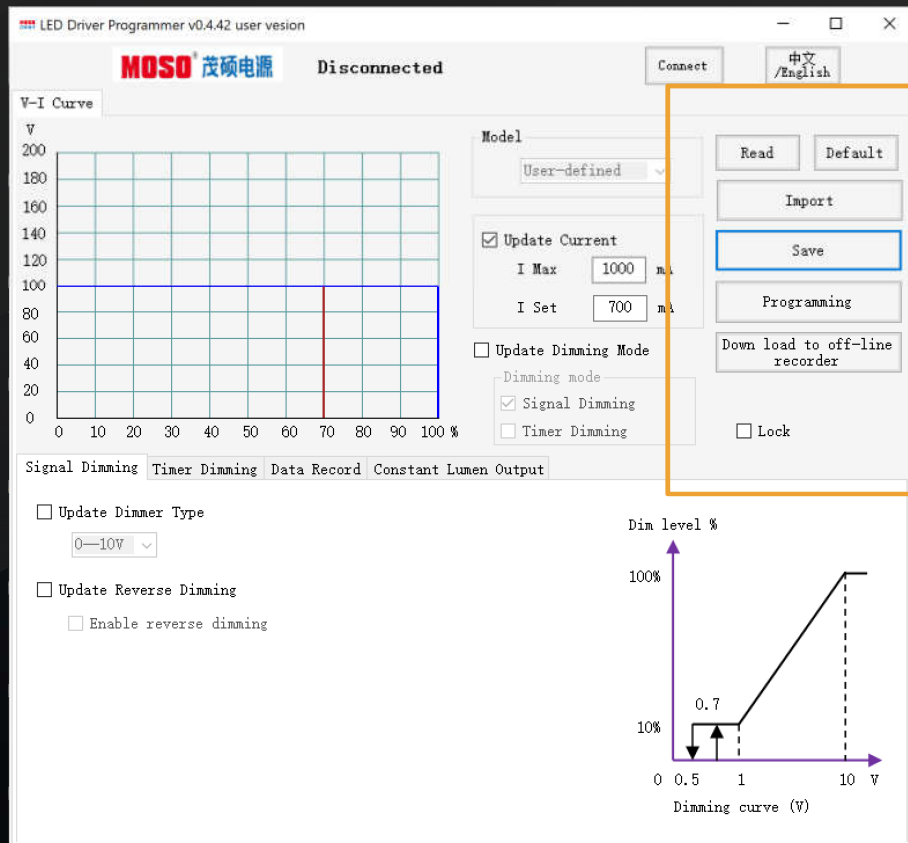 LED Driver Programmer v0.4.42 user vesion
MOSO® 茂硕电源
Disconnected
Connect
中文
/English
V-I Curve
V
200
180
160
140
120
100
80
60
40
20
0
0 10 20 30 40 50 60 70 80 90 100 %
Model
User-defined
Update Current
I Max 1000 mA
I Set 700 mA
Update Dimming Mode
Dimming mode
Signal Dimming
Timer Dimming
Read Default
Import
Save
Programming
Down load to off-line
recorder
Lock
Signal Dimming Timer Dimming Data Record Constant Lumen Output
Update Dimmer Type
0—10V
Update Reverse Dimming
Enable reverse dimming
Dim level %
100%
0.7
10%
0 0.5 1 10 V
Dimming curve (V)